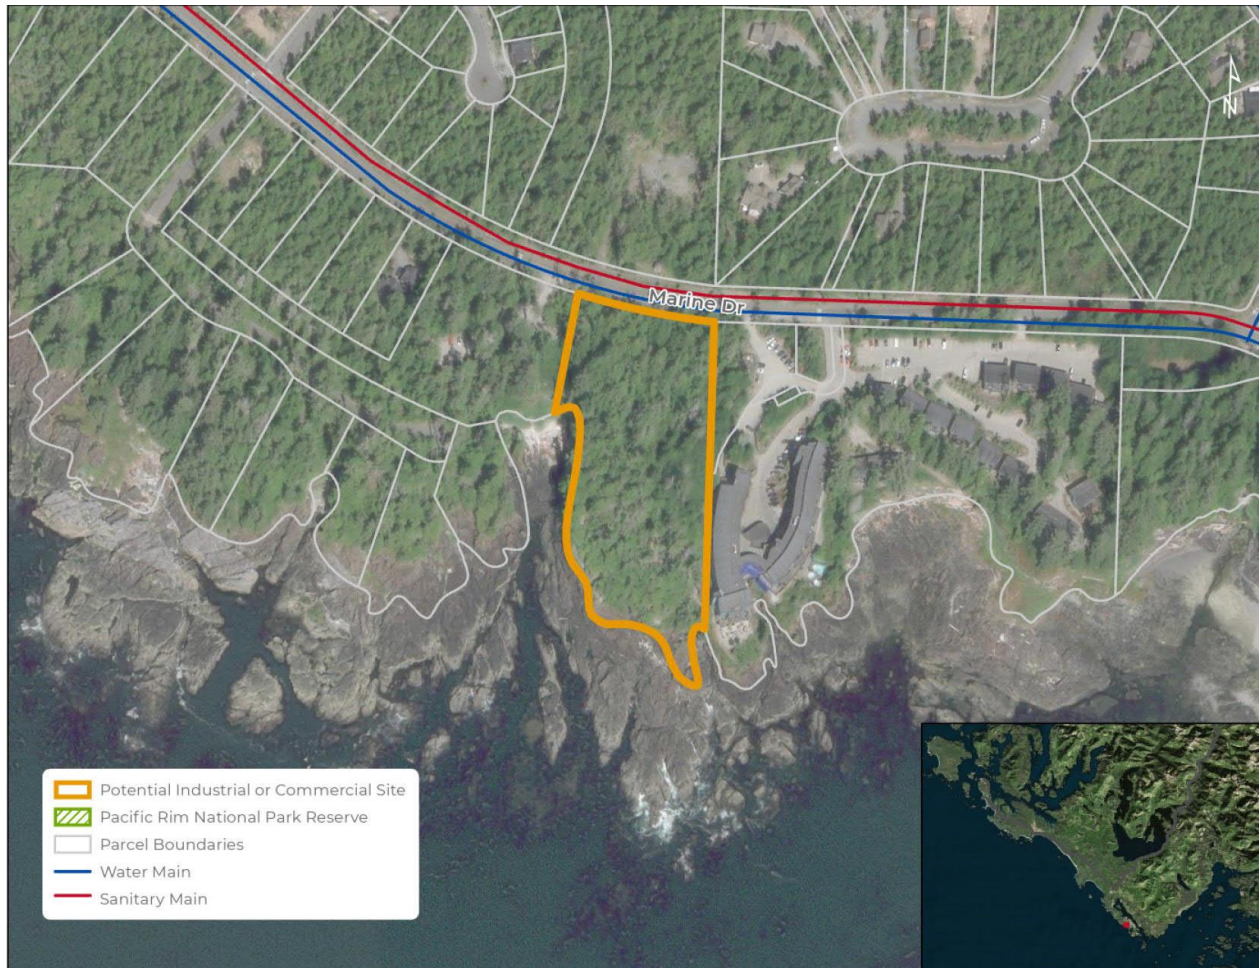 N
Marine Dr
Potential Industrial or Commercial Site
Pacific Rim National Park Reserve
Parcel Boundaries
Water Main
Sanitary Main